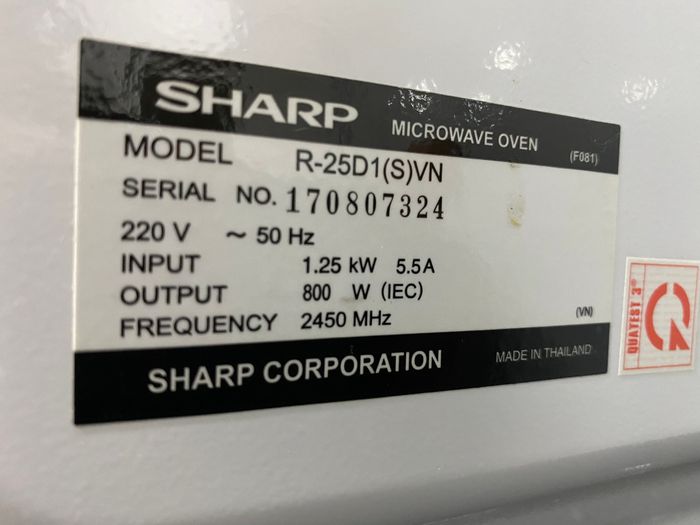 SHARP MICROWAVE OVEN (F081)
MODEL R-25D1(S)VN
SERIAL NO. 170807324
220 V ~ 50 Hz
INPUT 1.25 kW 5.5 A
OUTPUT 800 W (IEC)
FREQUENCY 2450 MHz (VN)
SHARP CORPORATION MADE IN THAILAND
QUATEST 3®